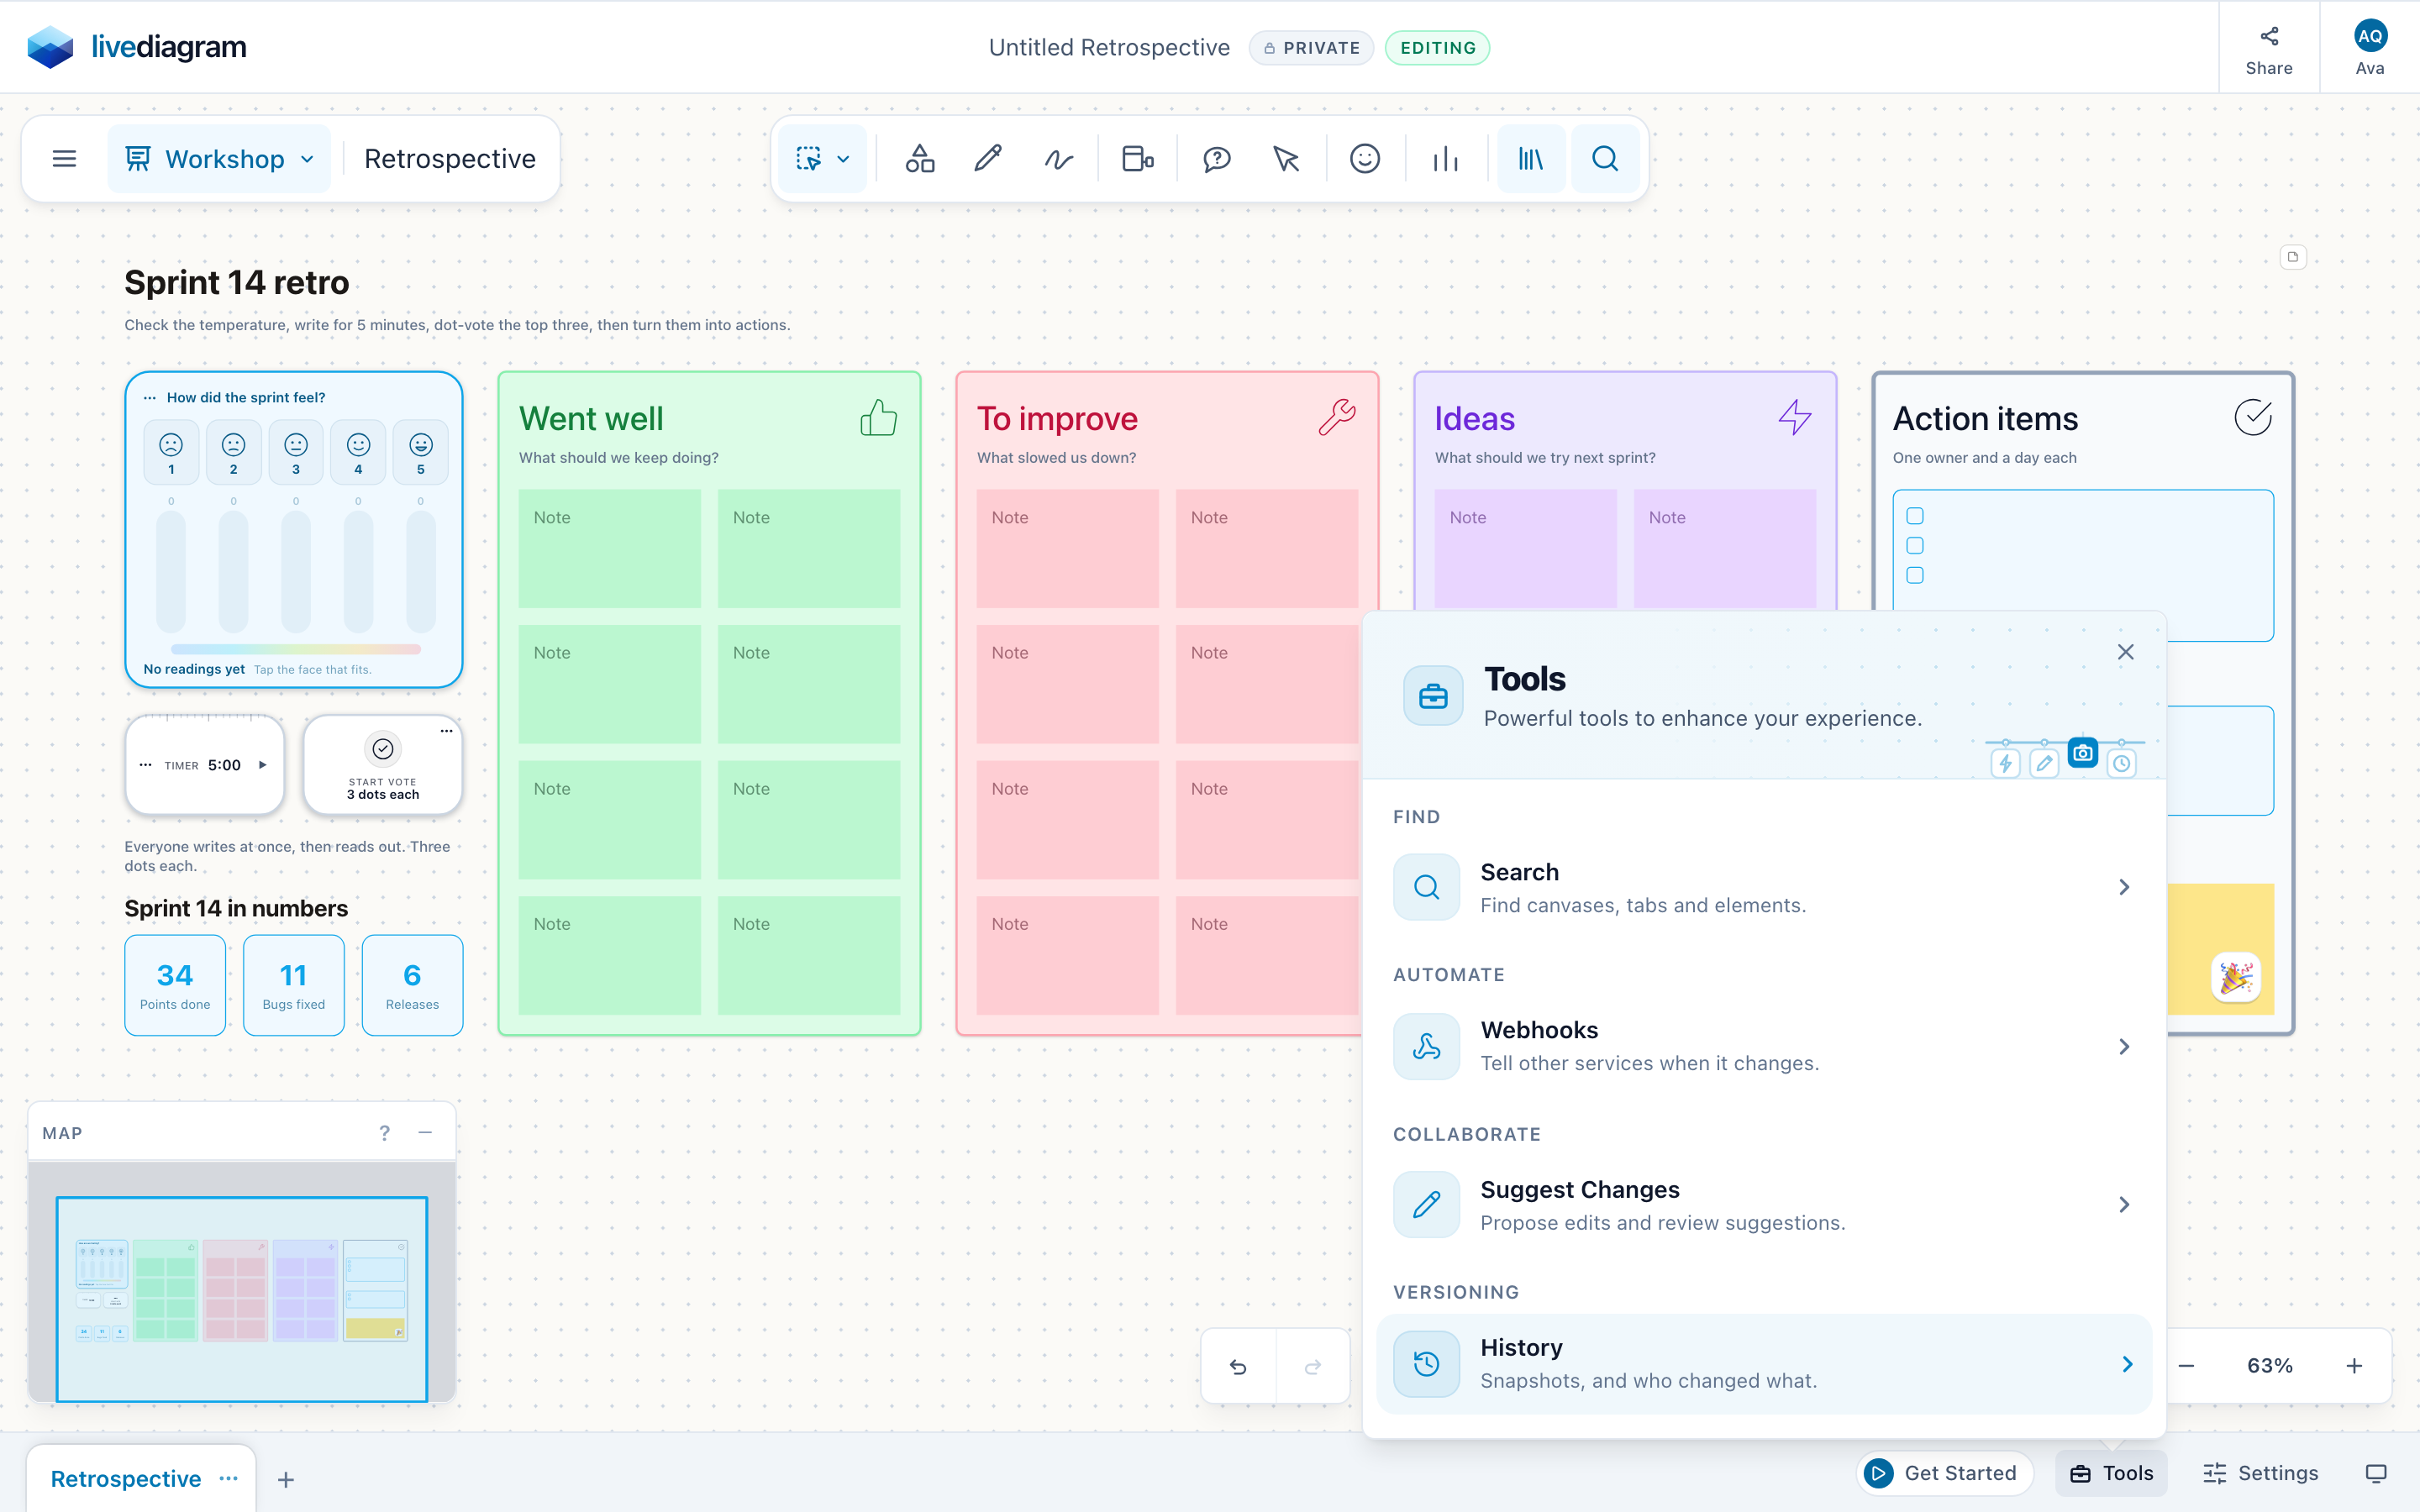 livediagram
Untitled Retrospective
PRIVATE
EDITING
Share
AQ
Ava
Workshop
Retrospective
Sprint 14 retro
Check the temperature, write for 5 minutes, dot-vote the top three, then turn them into actions.
How did the sprint feel?
1 2 3 4 5
0 0 0 0 0
No readings yet Tap the face that fits.
TIMER 5:00
START VOTE
3 dots each
Everyone writes at once, then reads out. Three
dots each.
Sprint 14 in numbers
34
Points done
11
Bugs fixed
6
Releases
Went well
What should we keep doing?
Note Note
Note Note
Note Note
Note Note
To improve
What slowed us down?
Note Note
Note Note
Note Note
Note Note
Ideas
What should we try next sprint?
Note Note
Action items
One owner and a day each
Tools
Powerful tools to enhance your experience.
FIND
Search
Find canvases, tabs and elements.
AUTOMATE
Webhooks
Tell other services when it changes.
COLLABORATE
Suggest Changes
Propose edits and review suggestions.
VERSIONING
History
Snapshots, and who changed what.
MAP ?
63%
Retrospective
Get Started
Tools
Settings